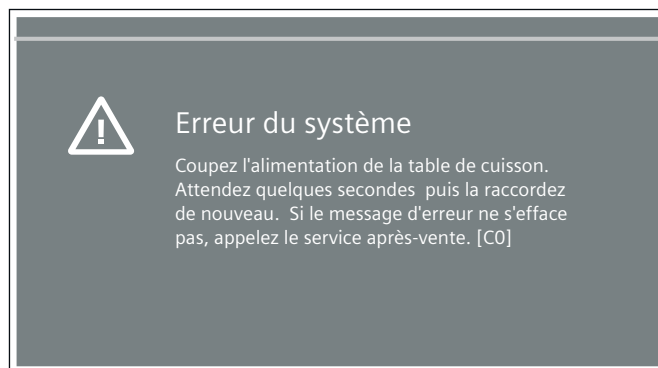 Erreur du système
Coupez l'alimentation de la table de cuisson.
Attendez quelques secondes  puis la raccordez
de nouveau.  Si le message d'erreur ne s'efface
pas, appelez le service après-vente. [C0]